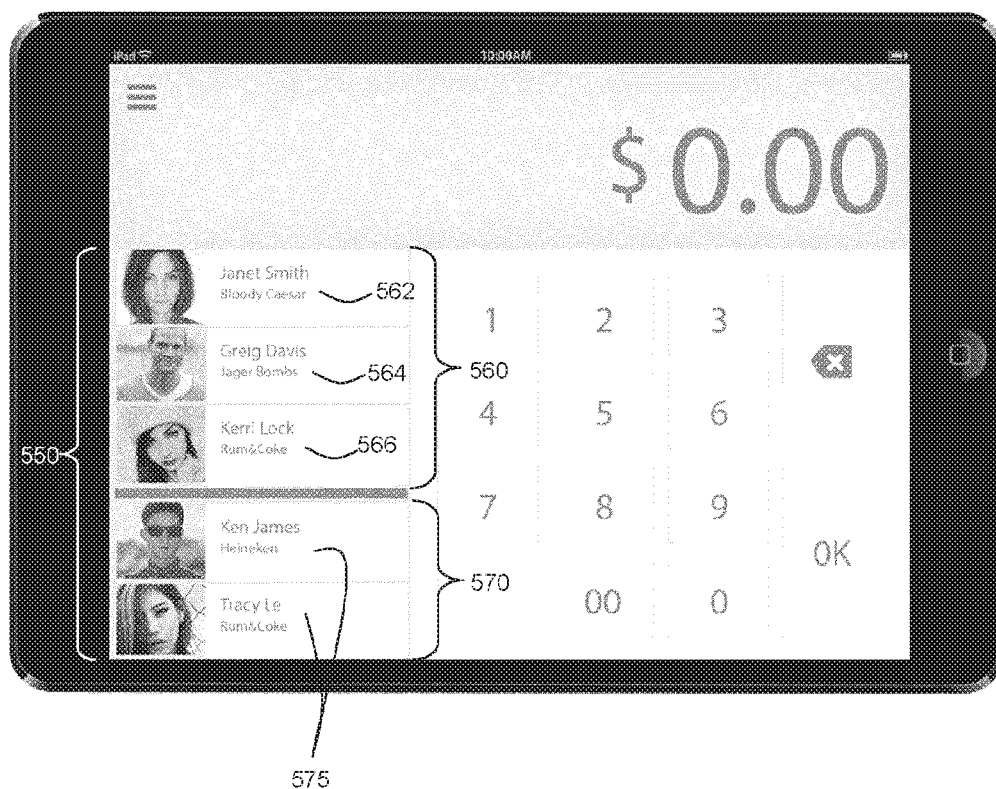 iPad 10:00AM
$ 0.00
Janet Smith
Bloody Caesar
562
Greig Davis
Jager Bombs
564
560
Kerri Lock
Rum&Coke
566
550
Ken James
Heineken
570
Tracy Le
Rum&Coke
575
1 2 3
4 5 6
7 8 9
OK
00 0